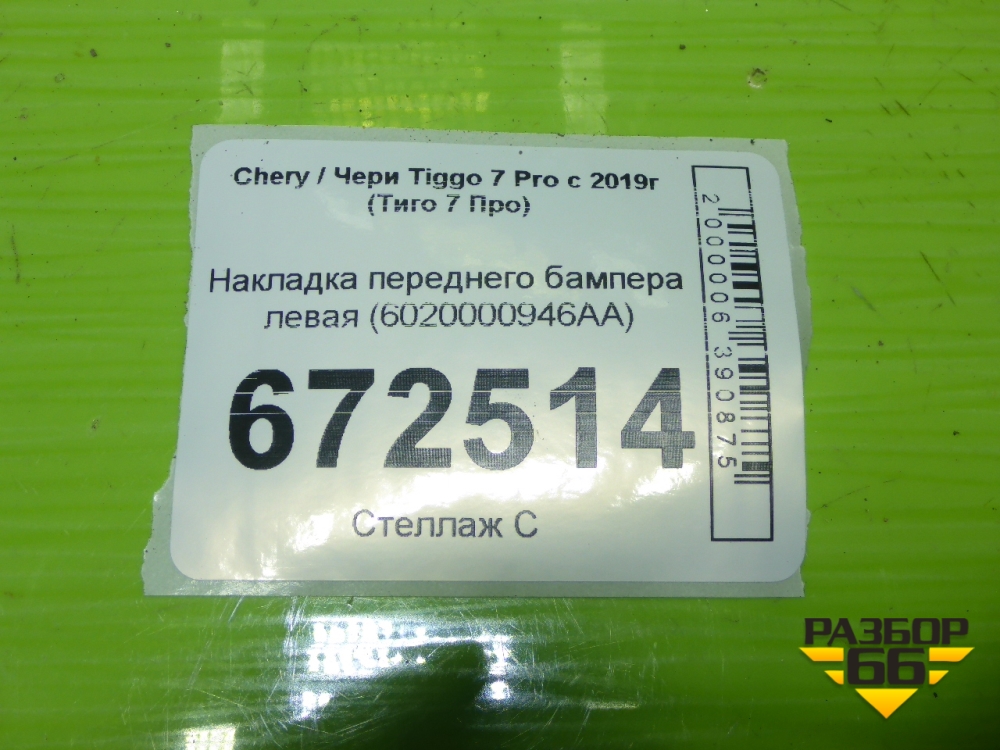 Chery / Чери Tiggo 7 Pro с 2019г
(Тиго 7 Про)
Накладка переднего бампера
левая (6020000946AA)
672514
Стеллаж С
2000006390875
РАЗБОР
66